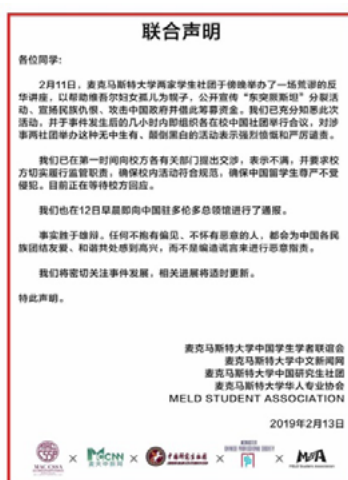 联合声明
各位同学：
2月11日，麦克马斯特大学两家学生社团于傍晚举办了一场荒谬的反
华讲座，以帮助维吾尔妇女孤儿为幌子，公开宣传“东突厥斯坦”分裂活
动、宣扬民族仇恨、攻击中国政府并借此筹募资金。我们已充分知悉此次
活动，并于事件发生后的几小时内即组织各在校中国社团举行会议，对涉
事两社团举办这种无中生有、颠倒黑白的活动表示强烈愤慨和严厉谴责。
我们已在第一时间向校方各有关部门提出交涉，表示不满，并要求校
方切实履行监管职责，确保校内活动符合规范，确保中国留学生尊严不受
侵犯。目前正在等待校方回应。
我们也在12日早晨即向中国驻多伦多总领馆进行了通报。
事实胜于雄辩。任何不抱有偏见、不怀有恶意的人，都会为中国各民
族团结友爱、和谐共处感到高兴，而不是编造谎言来进行恶意指责。
我们将密切关注事件发展，相关进展将适时更新。
特此声明。
麦克马斯特大学中国学生学者联谊会
麦克马斯特大学中文新闻网
麦克马斯特大学中国研究生社团
麦克马斯特大学华人专业协会
MELD STUDENT ASSOCIATION
2019年2月13日
MAC CSSA × MCNN 麦大中新网 × 中国研究生社团 × × MSA